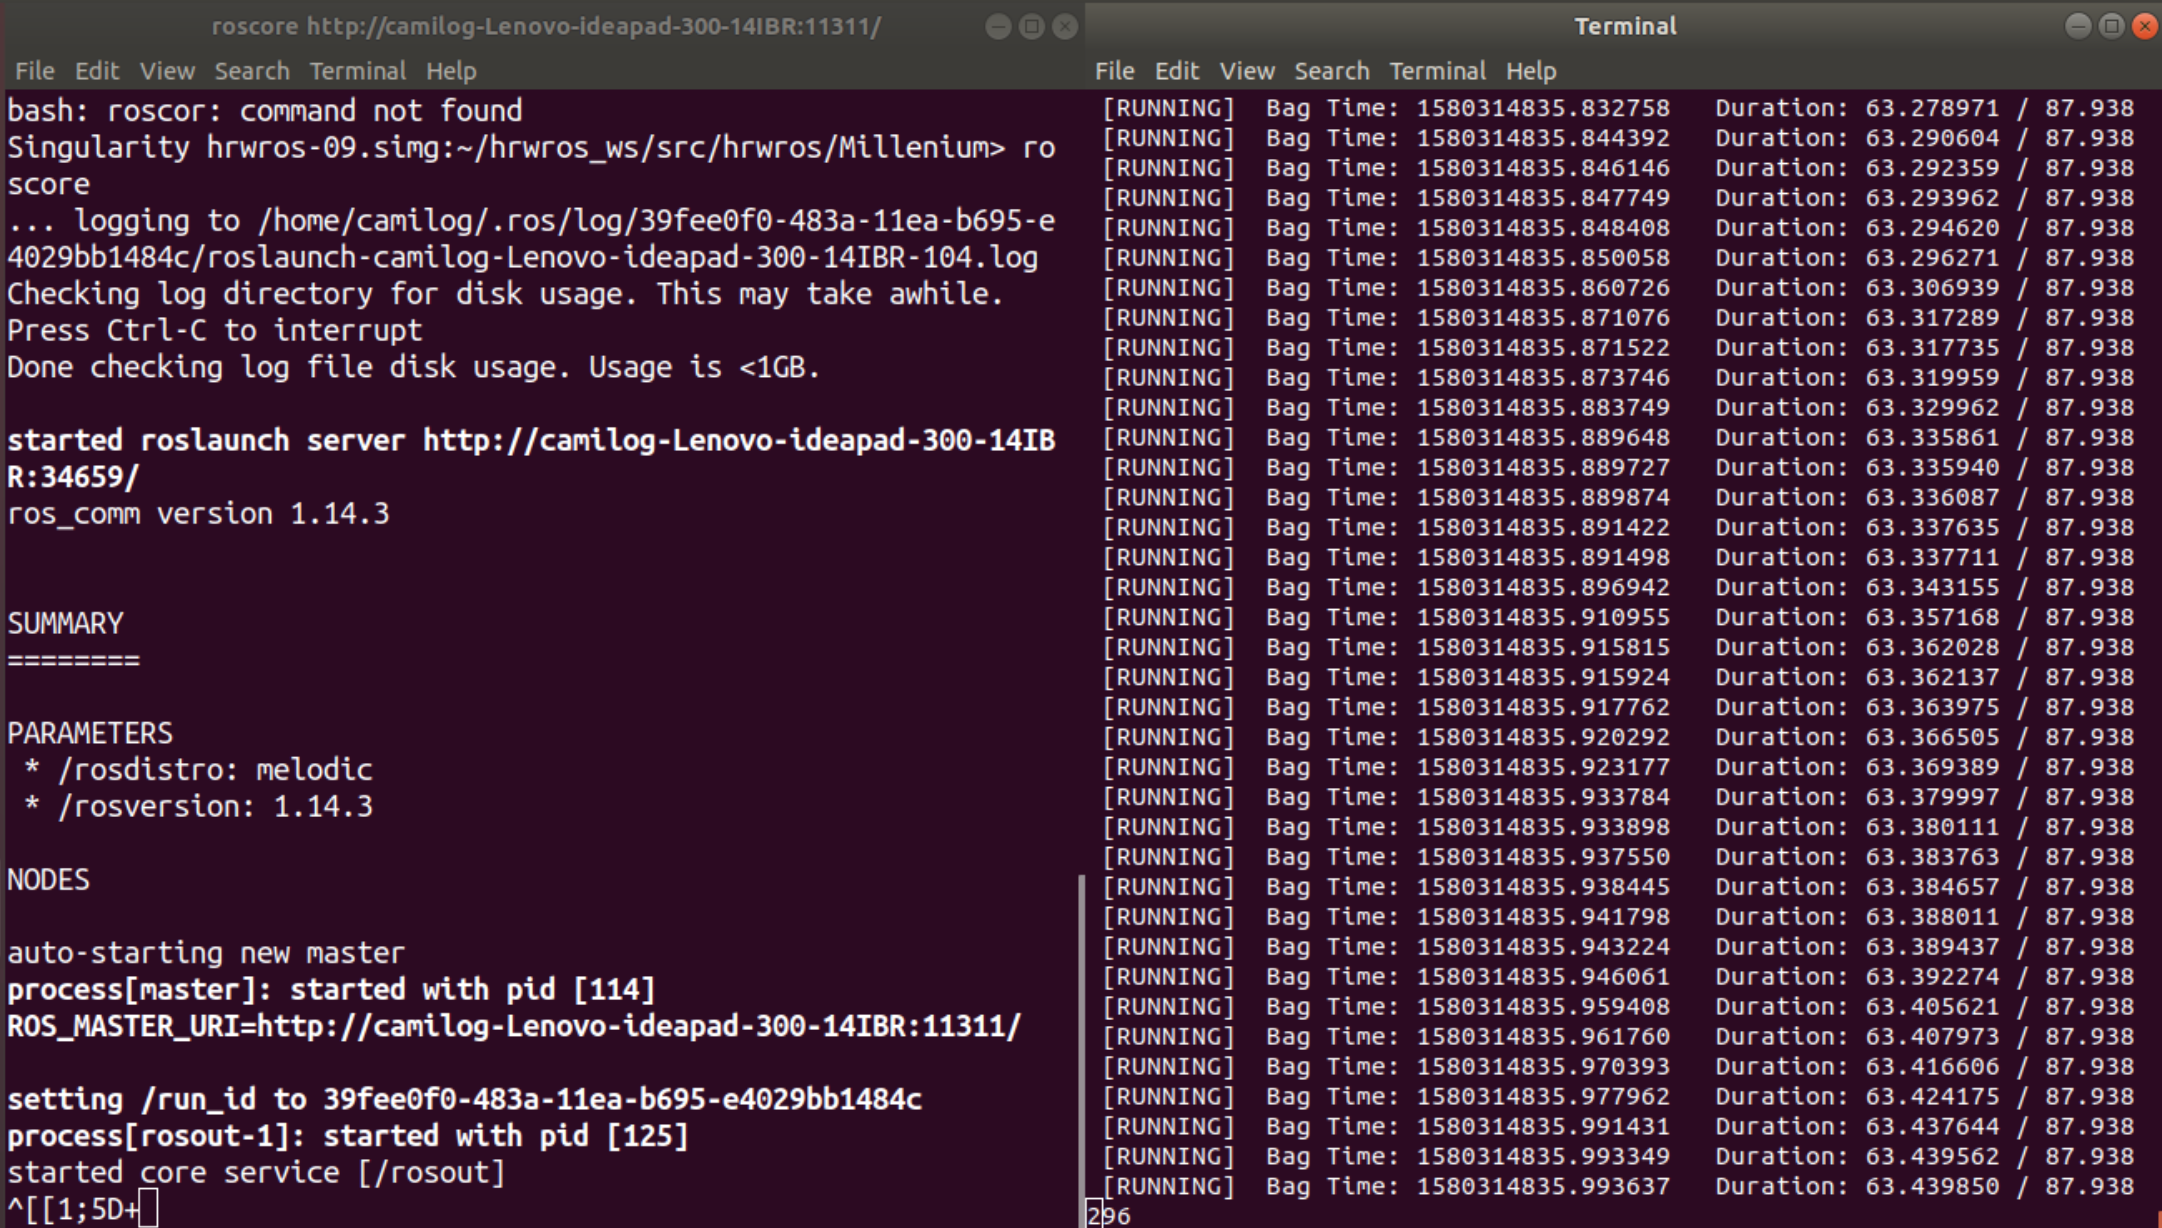 roscore http://camilog-Lenovo-ideapad-300-14IBR:11311/
File Edit View Search Terminal Help
bash: roscor: command not found
Singularity hrwros-09.simg:~/hrwros_ws/src/hrwros/Millenium> ro
score
... logging to /home/camilog/.ros/log/39fee0f0-483a-11ea-b695-e
4029bb1484c/roslaunch-camilog-Lenovo-ideapad-300-14IBR-104.log
Checking log directory for disk usage. This may take awhile.
Press Ctrl-C to interrupt
Done checking log file disk usage. Usage is <1GB.
started roslaunch server http://camilog-Lenovo-ideapad-300-14IB
R:34659/
ros_comm version 1.14.3
SUMMARY
========
PARAMETERS
 * /rosdistro: melodic
 * /rosversion: 1.14.3
NODES
auto-starting new master
process[master]: started with pid [114]
ROS_MASTER_URI=http://camilog-Lenovo-ideapad-300-14IBR:11311/
setting /run_id to 39fee0f0-483a-11ea-b695-e4029bb1484c
process[rosout-1]: started with pid [125]
started core service [/rosout]
^[[1;5D+
Terminal
File Edit View Search Terminal Help
[RUNNING]  Bag Time: 1580314835.832758   Duration: 63.278971 / 87.938
[RUNNING]  Bag Time: 1580314835.844392   Duration: 63.290604 / 87.938
[RUNNING]  Bag Time: 1580314835.846146   Duration: 63.292359 / 87.938
[RUNNING]  Bag Time: 1580314835.847749   Duration: 63.293962 / 87.938
[RUNNING]  Bag Time: 1580314835.848408   Duration: 63.294620 / 87.938
[RUNNING]  Bag Time: 1580314835.850058   Duration: 63.296271 / 87.938
[RUNNING]  Bag Time: 1580314835.860726   Duration: 63.306939 / 87.938
[RUNNING]  Bag Time: 1580314835.871076   Duration: 63.317289 / 87.938
[RUNNING]  Bag Time: 1580314835.871522   Duration: 63.317735 / 87.938
[RUNNING]  Bag Time: 1580314835.873746   Duration: 63.319959 / 87.938
[RUNNING]  Bag Time: 1580314835.883749   Duration: 63.329962 / 87.938
[RUNNING]  Bag Time: 1580314835.889648   Duration: 63.335861 / 87.938
[RUNNING]  Bag Time: 1580314835.889727   Duration: 63.335940 / 87.938
[RUNNING]  Bag Time: 1580314835.889874   Duration: 63.336087 / 87.938
[RUNNING]  Bag Time: 1580314835.891422   Duration: 63.337635 / 87.938
[RUNNING]  Bag Time: 1580314835.891498   Duration: 63.337711 / 87.938
[RUNNING]  Bag Time: 1580314835.896942   Duration: 63.343155 / 87.938
[RUNNING]  Bag Time: 1580314835.910955   Duration: 63.357168 / 87.938
[RUNNING]  Bag Time: 1580314835.915815   Duration: 63.362028 / 87.938
[RUNNING]  Bag Time: 1580314835.915924   Duration: 63.362137 / 87.938
[RUNNING]  Bag Time: 1580314835.917762   Duration: 63.363975 / 87.938
[RUNNING]  Bag Time: 1580314835.920292   Duration: 63.366505 / 87.938
[RUNNING]  Bag Time: 1580314835.923177   Duration: 63.369389 / 87.938
[RUNNING]  Bag Time: 1580314835.933784   Duration: 63.379997 / 87.938
[RUNNING]  Bag Time: 1580314835.933898   Duration: 63.380111 / 87.938
[RUNNING]  Bag Time: 1580314835.937550   Duration: 63.383763 / 87.938
[RUNNING]  Bag Time: 1580314835.938445   Duration: 63.384657 / 87.938
[RUNNING]  Bag Time: 1580314835.941798   Duration: 63.388011 / 87.938
[RUNNING]  Bag Time: 1580314835.943224   Duration: 63.389437 / 87.938
[RUNNING]  Bag Time: 1580314835.946061   Duration: 63.392274 / 87.938
[RUNNING]  Bag Time: 1580314835.959408   Duration: 63.405621 / 87.938
[RUNNING]  Bag Time: 1580314835.961760   Duration: 63.407973 / 87.938
[RUNNING]  Bag Time: 1580314835.970393   Duration: 63.416606 / 87.938
[RUNNING]  Bag Time: 1580314835.977962   Duration: 63.424175 / 87.938
[RUNNING]  Bag Time: 1580314835.991431   Duration: 63.437644 / 87.938
[RUNNING]  Bag Time: 1580314835.993349   Duration: 63.439562 / 87.938
[RUNNING]  Bag Time: 1580314835.993637   Duration: 63.439850 / 87.938
296